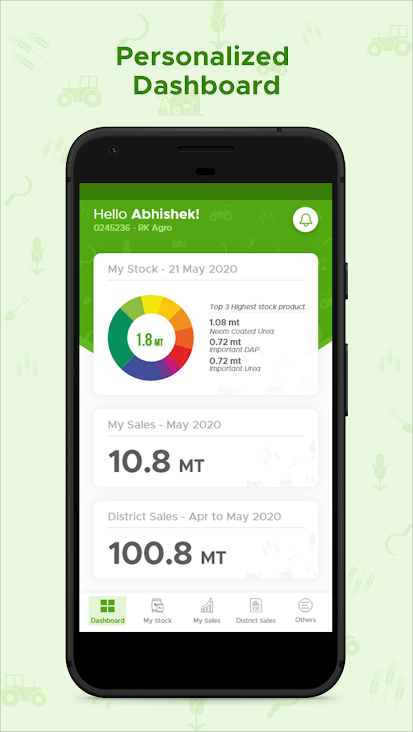 Personalized
Dashboard
Hello Abhishek!
0245236 - RK Agro
My Stock - 21 May 2020
1.8 MT
Top 3 Highest stock product
1.08 mt
Neem Coated Urea
0.72 mt
Important DAP
0.72 mt
Important Urea
My Sales - May 2020
10.8 MT
District Sales - Apr to May 2020
100.8 MT
Dashboard
My Stock
My Sales
District Sales
Others